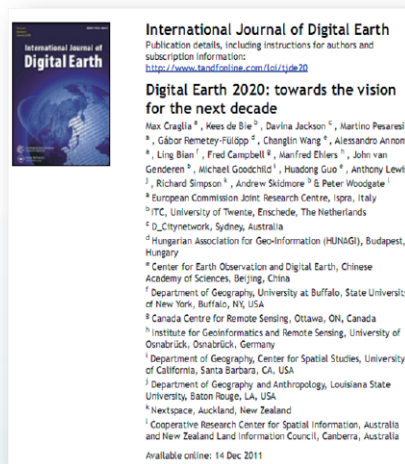 International Journal of
Digital Earth
International Journal of Digital Earth
Publication details, including instructions for authors and
subscription information:
http://www.tandfonline.com/loi/tjde20
Digital Earth 2020: towards the vision
for the next decade
Max Craglia a , Kees de Bie b , Davina Jackson c , Martino Pesaresi
a , Gábor Remetey-Fülöpp d , Changlin Wang e , Alessandro Annoni
a , Ling Bian f , Fred Campbell g , Manfred Ehlers h , John van
Genderen b , Michael Goodchild i , Huadong Guo e , Anthony Lewis
j , Richard Simpson k , Andrew Skidmore b & Peter Woodgate l
a European Commission Joint Research Centre, Ispra, Italy
b ITC, University of Twente, Enschede, The Netherlands
c D_Citynetwork, Sydney, Australia
d Hungarian Association for Geo-Information (HUNAGI), Budapest,
Hungary
e Center for Earth Observation and Digital Earth, Chinese
Academy of Sciences, Beijing, China
f Department of Geography, University at Buffalo, State University
of New York, Buffalo, NY, USA
g Canada Centre for Remote Sensing, Ottawa, ON, Canada
h Institute for Geoinformatics and Remote Sensing, University of
Osnabrück, Osnabrück, Germany
i Department of Geography, Center for Spatial Studies, University
of California, Santa Barbara, CA, USA
j Department of Geography and Anthropology, Louisiana State
University, Baton Rouge, LA, USA
k Nextspace, Auckland, New Zealand
l Cooperative Research Center for Spatial Information, Australia
and New Zealand Land Information Council, Canberra, Australia
Available online: 14 Dec 2011